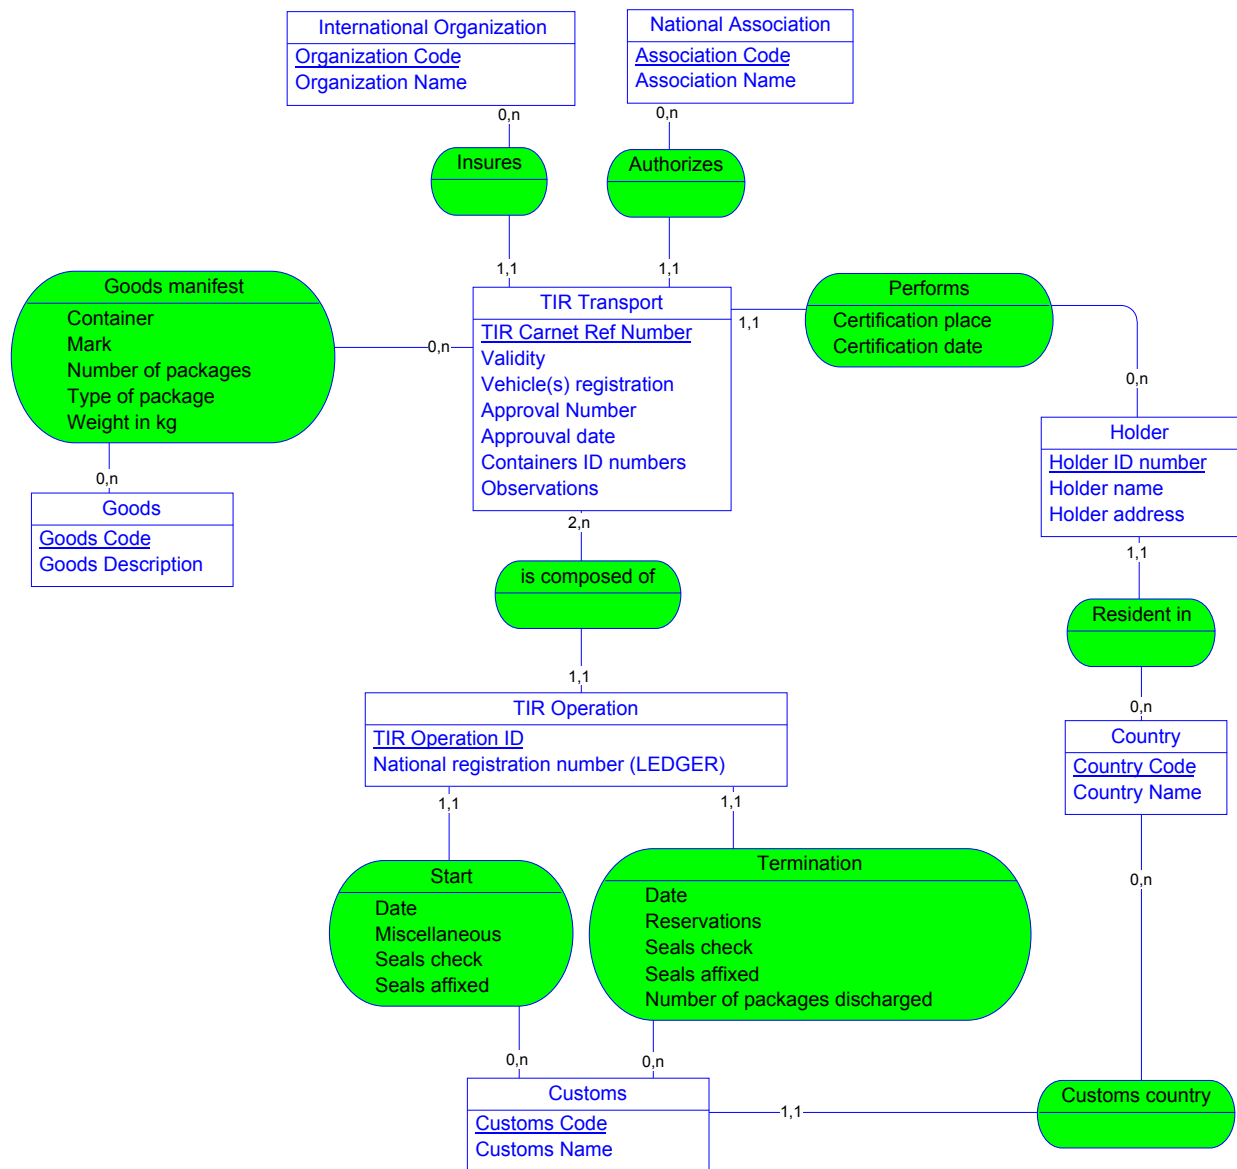 International Organization
Organization Code
Organization Name
National Association
Association Code
Association Name
0,n
0,n
Insures
Authorizes
1,1
1,1
Goods manifest
Container
Mark
Number of packages
Type of package
Weight in kg
0,n
TIR Transport
TIR Carnet Ref Number
Validity
Vehicle(s) registration
Approval Number
Approuval date
Containers ID numbers
Observations
1,1
Performs
Certification place
Certification date
0,n
Holder
Holder ID number
Holder name
Holder address
0,n
Goods
Goods Code
Goods Description
2,n
is composed of
1,1
1,1
Resident in
0,n
Country
Country Code
Country Name
TIR Operation
TIR Operation ID
National registration number (LEDGER)
1,1
1,1
Start
Date
Miscellaneous
Seals check
Seals affixed
Termination
Date
Reservations
Seals check
Seals affixed
Number of packages discharged
0,n
0,n
0,n
Customs
Customs Code
Customs Name
1,1
Customs country